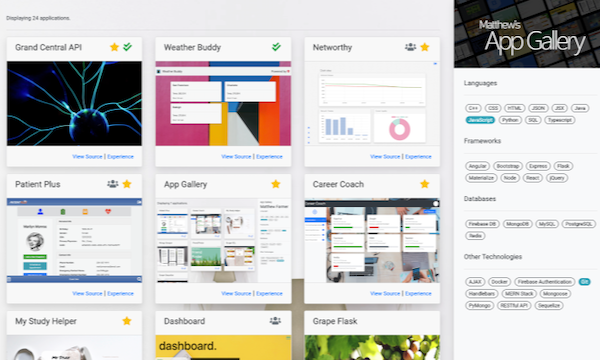 Displaying 24 applications.
Grand Central API
Weather Buddy
Networthy
View Source | Experience
View Source | Experience
View Source | Experience
Patient Plus
App Gallery
Career Coach
View Source | Experience
View Source | Experience
View Source | Experience
My Study Helper
Dashboard
Grape Flask
dashboard.
Matthew's
App Gallery
Languages
C++ CSS HTML JSON JSX Java
JavaScript Python SQL Typescript
Frameworks
Angular Bootstrap Express Flask
Materialize Node React jQuery
Databases
Firebase DB MongoDB MySQL PostgreSQL
Redis
Other Technologies
AJAX Docker Firebase Authentication Git
Handlebars MERN Stack Mongoose
PyMongo RESTful API Sequelize